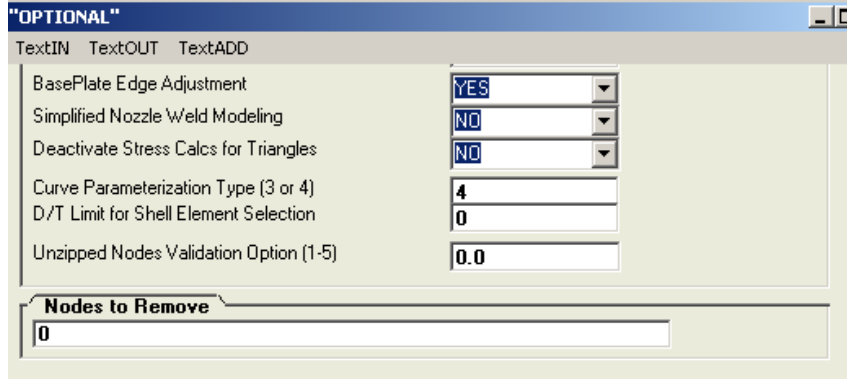 "OPTIONAL"
TextIN TextOUT TextADD
BasePlate Edge Adjustment YES
Simplified Nozzle Weld Modeling NO
Deactivate Stress Calcs for Triangles NO
Curve Parameterization Type (3 or 4) 4
D/T Limit for Shell Element Selection 0
Unzipped Nodes Validation Option (1-5) 0.0
Nodes to Remove
0